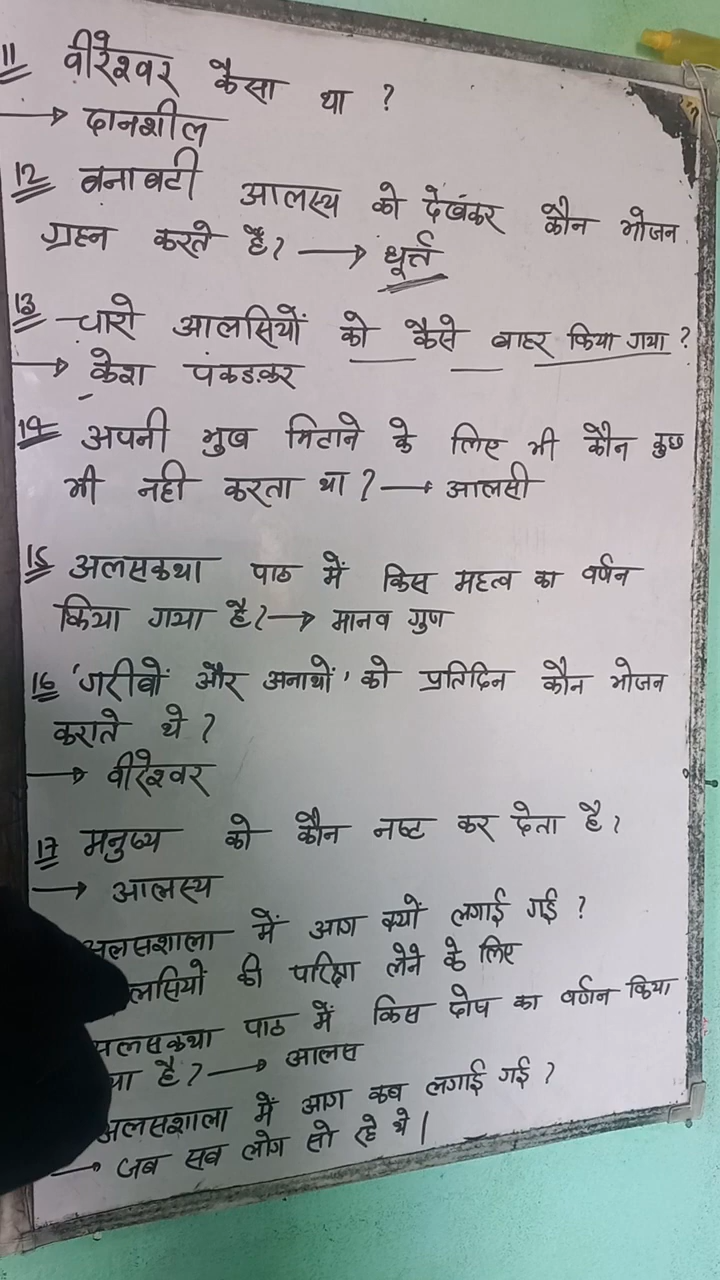 11 वीरेश्वर कैसा था ?
→ दानशील
12 बनावटी आलस्य को देखकर कौन भोजन
ग्रहन करते है? → धूर्त्त
13 चारो आलसियों को कैसे बाहर किया गया ?
→ केश पकड़कर
14 अपनी भुख मिटाने के लिए भी कौन कुछ
भी नही करता था ? → आलसी
15 अलसकथा पाठ में किस महत्व का वर्णन
किया गया है? → मानव गुण
16 'गरीबों और अनाथों' को प्रतिदिन कौन भोजन
कराते थे ?
→ वीरेश्वर
17 मनुष्य को कौन नष्ट कर देता है?
→ आलस्य
अलसशाला में आग क्यों लगाई गई ?
लसियो की परिक्षा लेने के लिए
अलसकथा पाठ में किस दोष का वर्णन किया
या है? → आलस
अलसशाला में आग कब लगाई गई ?
→ जब सब लोग सो रहे थे |